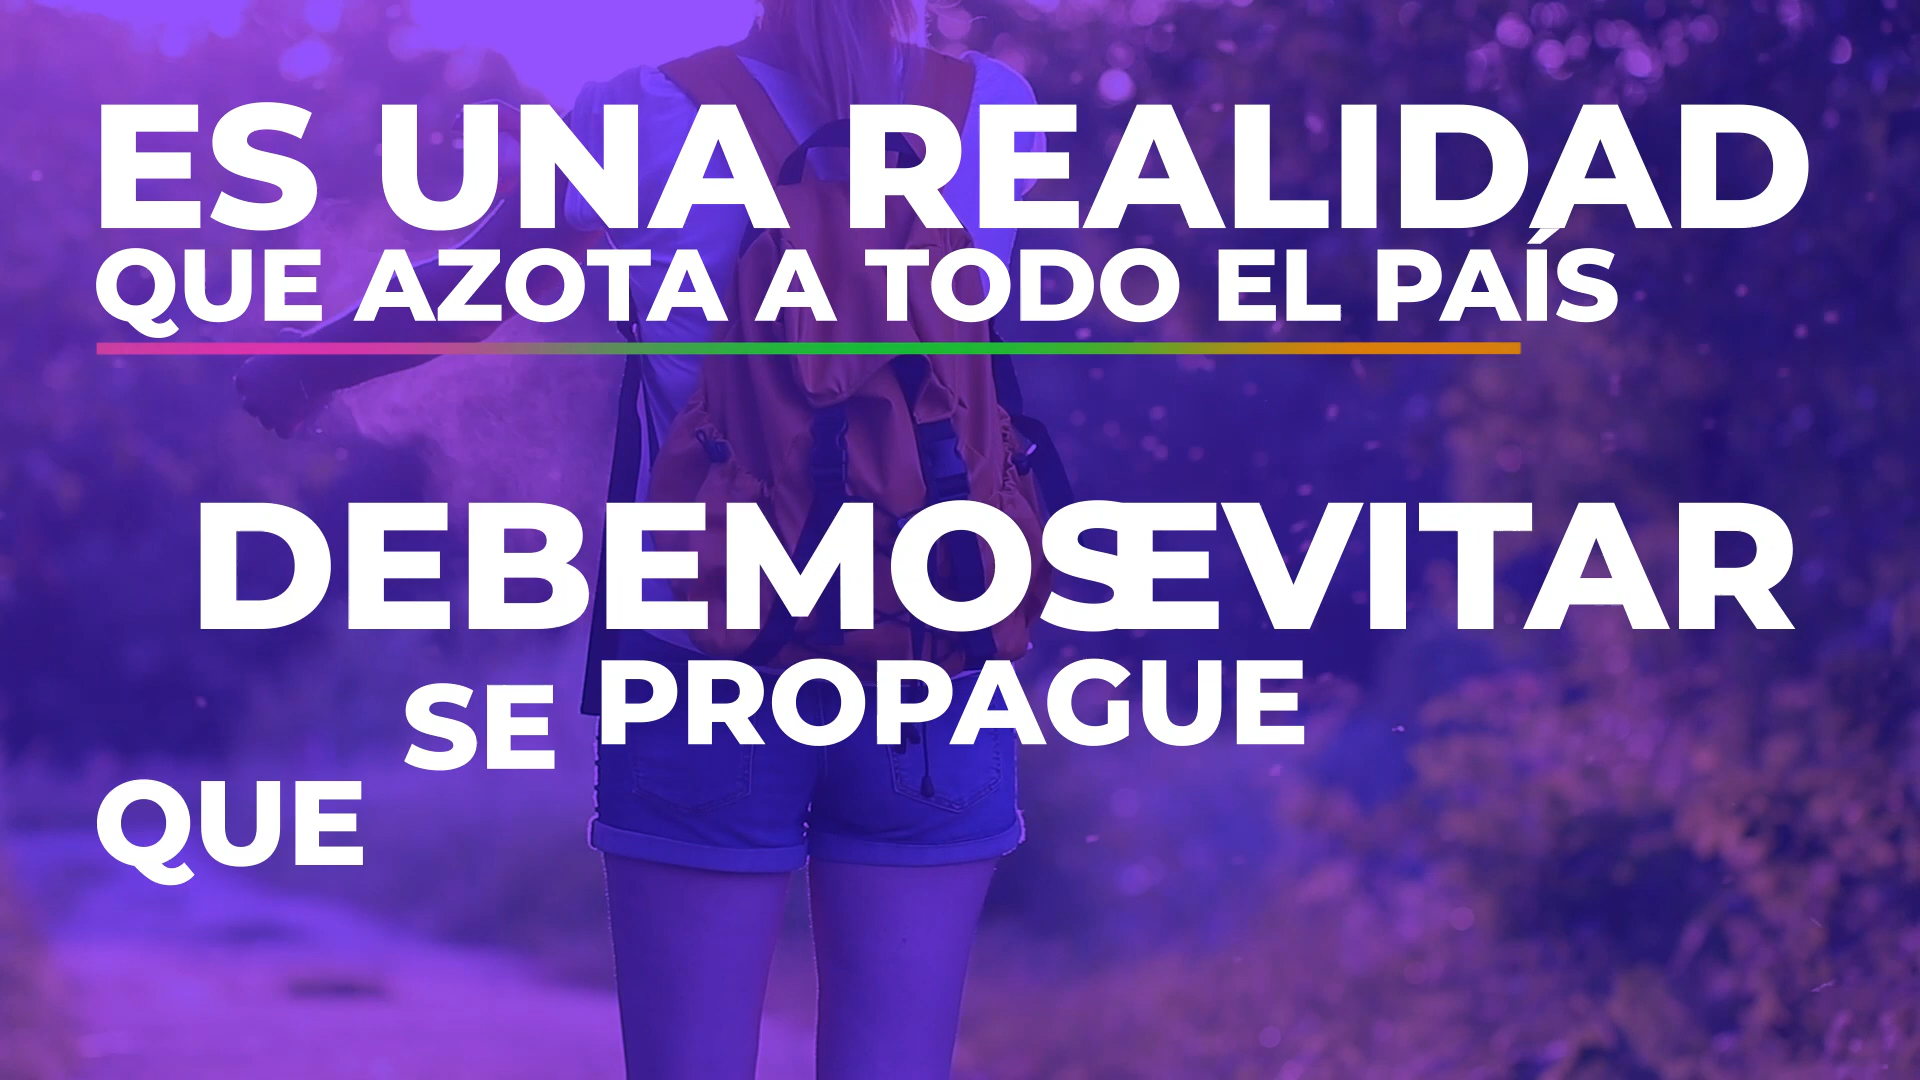 ES UNA REALIDAD
QUE AZOTA A TODO EL PAÍS
DEBEMOS EVITAR
QUE SE PROPAGUE